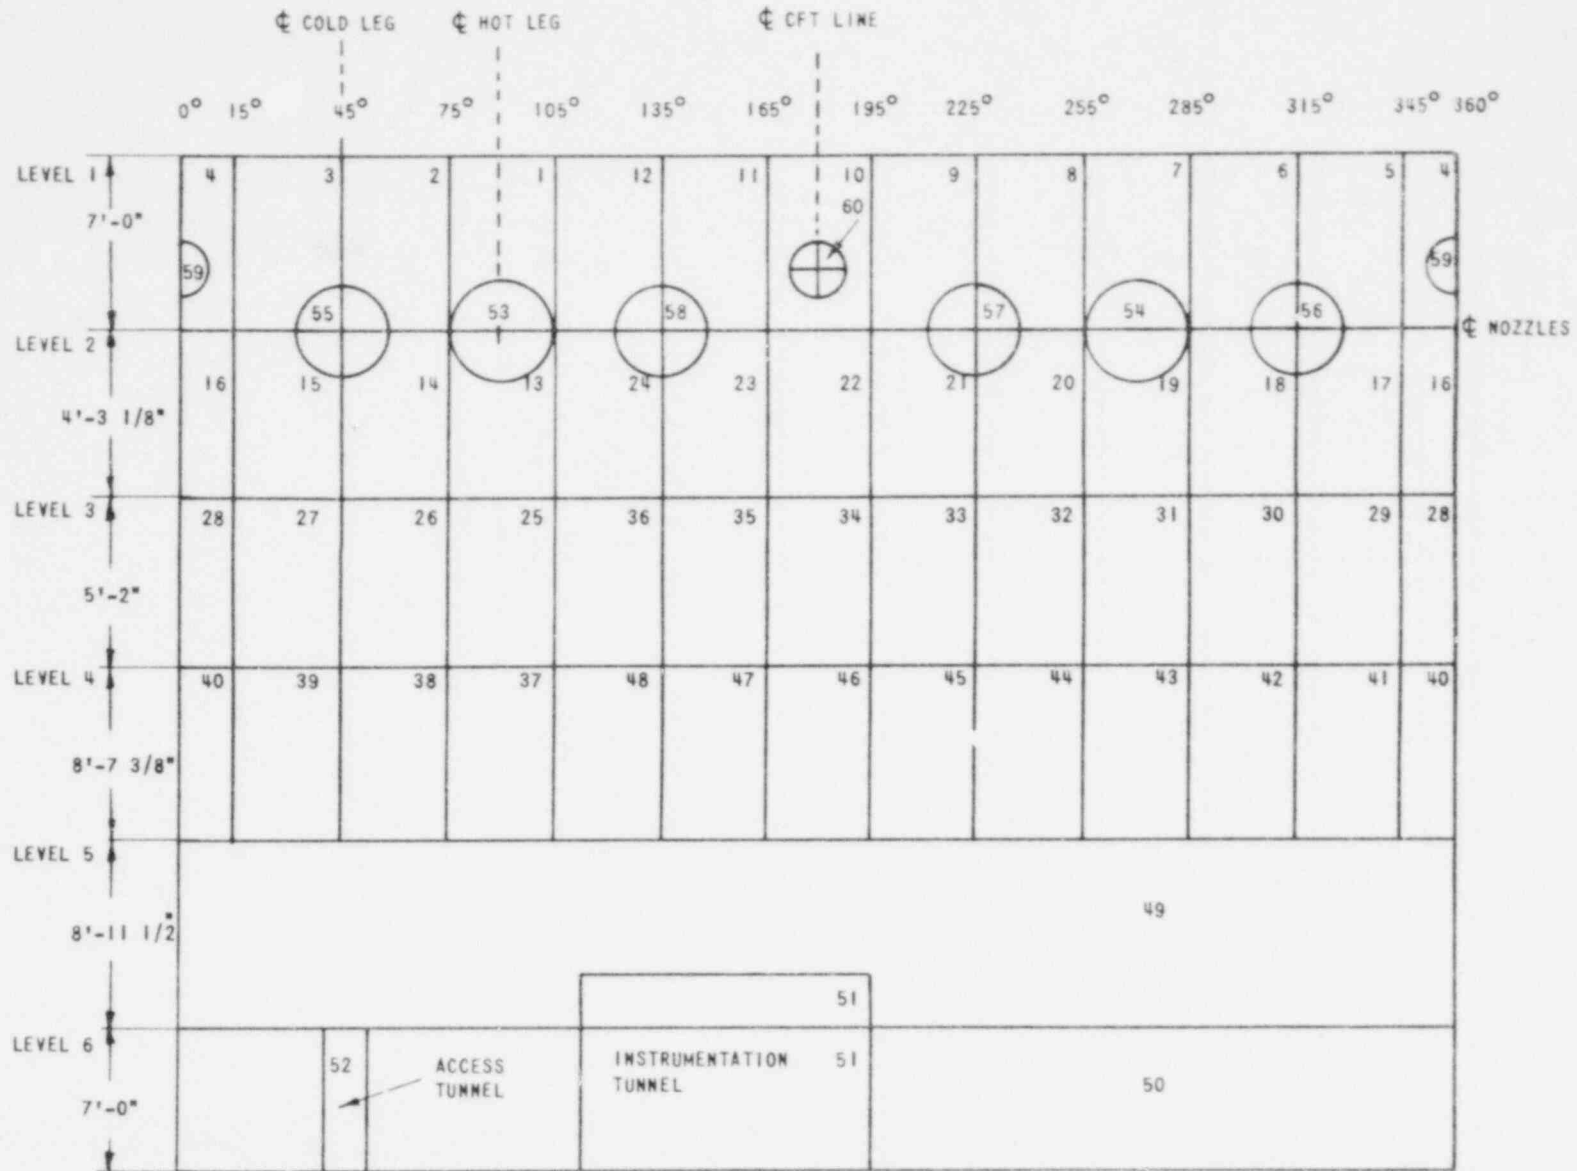 ℄ COLD LEG ℄ HOT LEG ℄ CFT LINE
0° 15° 45° 75° 105° 135° 165° 195° 225° 255° 285° 315° 345° 360°
LEVEL 1 4 3 2 1 12 11 10 9 8 7 6 5 4
7'-0" 60
59 59
55 53 58 57 54 56
LEVEL 2 ℄ NOZZLES
16 15 14 13 24 23 22 21 20 19 18 17 16
4'-3 1/8"
LEVEL 3 28 27 26 25 36 35 34 33 32 31 30 29 28
5'-2"
LEVEL 4 40 39 38 37 48 47 46 45 44 43 42 41 40
8'-7 3/8"
LEVEL 5
49
8'-11 1/2"
51
LEVEL 6
52 ACCESS INSTRUMENTATION 51
TUNNEL TUNNEL 50
7'-0"